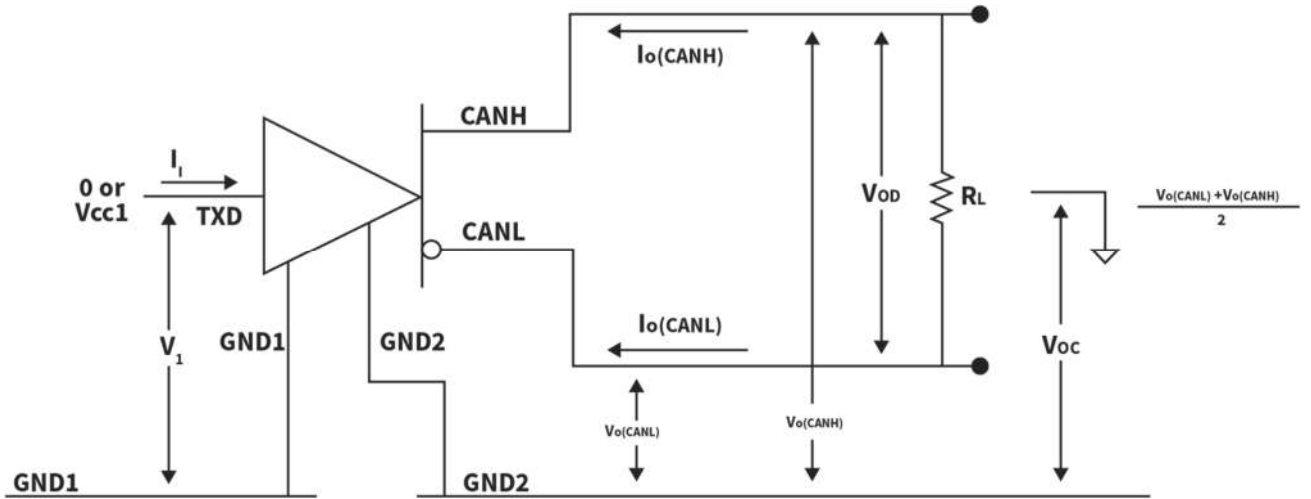 Io(CANH)
CANH
II
0 or
Vcc1
TXD
VOD
RL
Vo(CANL) +Vo(CANH)
2
CANL
Io(CANL)
GND1
GND2
V1
VOC
Vo(CANL)
Vo(CANH)
GND1
GND2